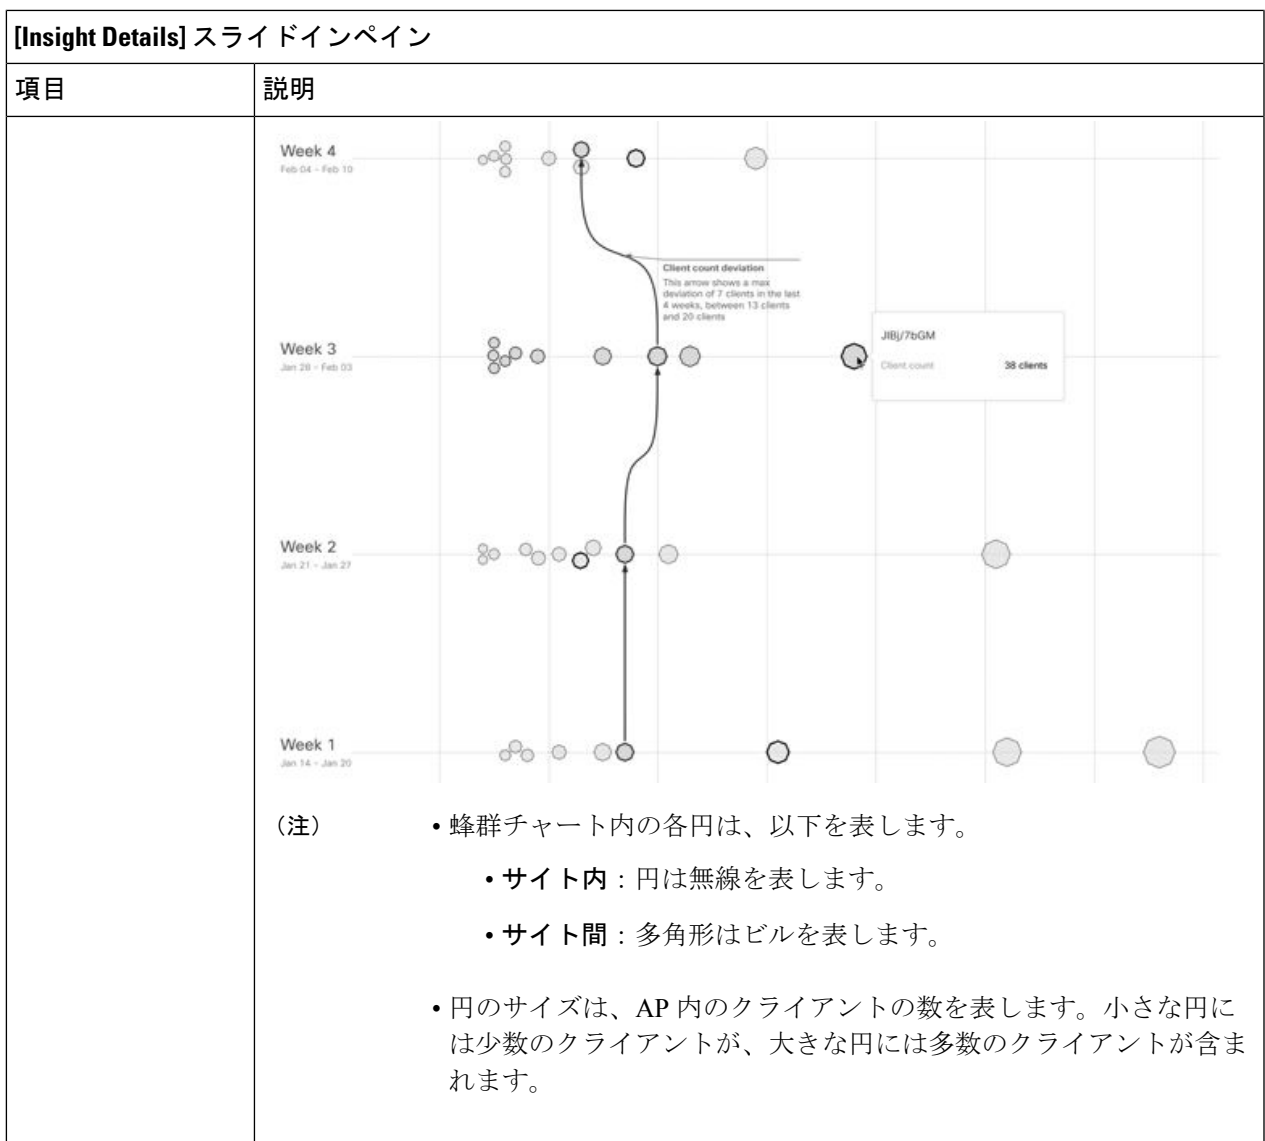 [Insight Details] スライドインペイン
項目
説明
Week 4
Feb 04 - Feb 10
Client count deviation
This arrow shows a max
deviation of 7 clients in the last
4 weeks, between 13 clients
and 20 clients
Week 3
Jan 28 - Feb 03
JIBj/7bGM
Client count
38 clients
Week 2
Jan 21 - Jan 27
Week 1
Jan 14 - Jan 20
（注）
• 蜂群チャート内の各円は、以下を表します。
• サイト内：円は無線を表します。
• サイト間：多角形はビルを表します。
• 円のサイズは、AP 内のクライアントの数を表します。小さな円に
は少数のクライアントが、大きな円には多数のクライアントが含ま
れます。